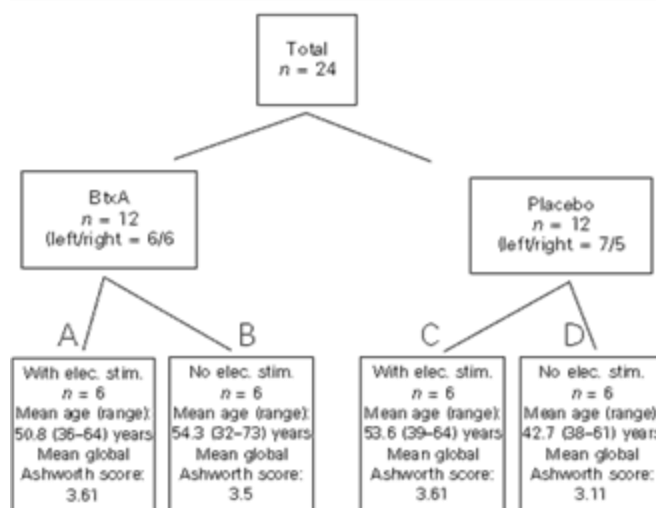 Total
n = 24
BtxA
n = 12
(left/right = 6/6
Placebo
n = 12
(left/right = 7/5
A
B
C
D
With elec. stim.
n = 6
Mean age (range):
50.8 (36–64) years
Mean global
Ashworth score:
3.61
No elec. stim.
n = 6
Mean age (range):
54.3 (32–73) years
Mean global
Ashworth score:
3.5
With elec. stim.
n = 6
Mean age (range):
53.6 (39–64) years
Mean global
Ashworth score:
3.61
No elec. stim.
n = 6
Mean age (range)
42.7 (38–61) years
Mean global
Ashworth score:
3.11